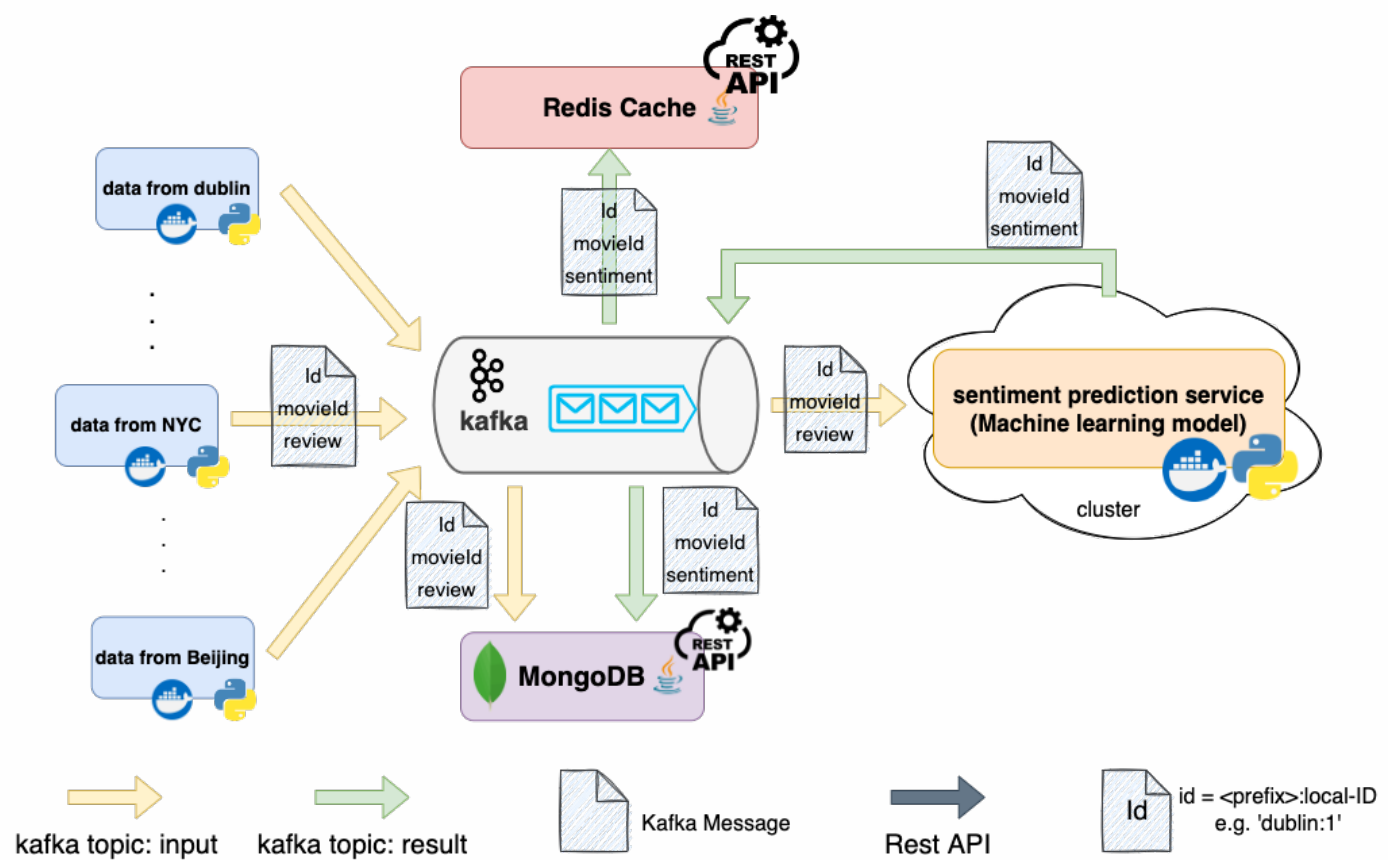 REST
API
Redis Cache
Id
movieId
sentiment
data from dublin
Id
movieId
sentiment
Id
movieId
review
Id
movieId
review
kafka
sentiment prediction service
(Machine learning model)
data from NYC
cluster
Id
movieId
review
Id
movieId
sentiment
data from Beijing
REST
API
MongoDB
kafka topic: input
kafka topic: result
Kafka Message
Rest API
Id
id = <prefix>:local-ID
e.g. 'dublin:1'